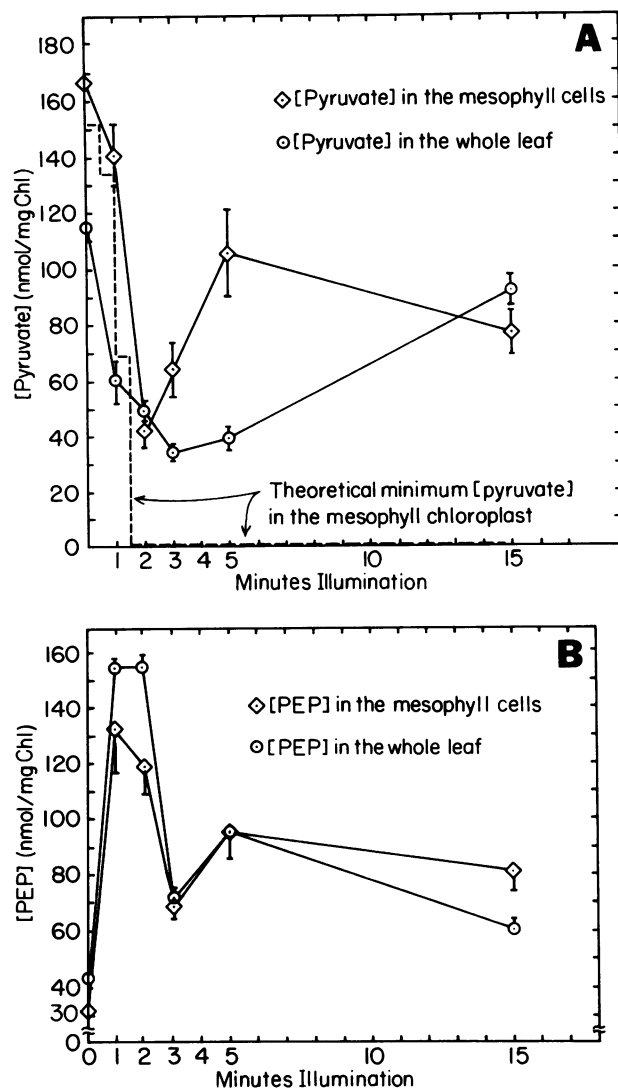 A
180
160
140
120
100
80
60
40
20
0
[Pyruvate] (nmol/mgChl)
[Pyruvate] in the mesophyll cells
[Pyruvate] in the whole leaf
Theoretical minimum [pyruvate]
in the mesophyll chloroplast
1 2 3 4 5 10 15
Minutes Illumination
B
160
130
120
100
80
60
40
30
0
[PEP] (nmol/mgChl)
[PEP] in the mesophyll cells
[PEP] in the whole leaf
0 1 2 3 4 5 10 15
Minutes Illumination